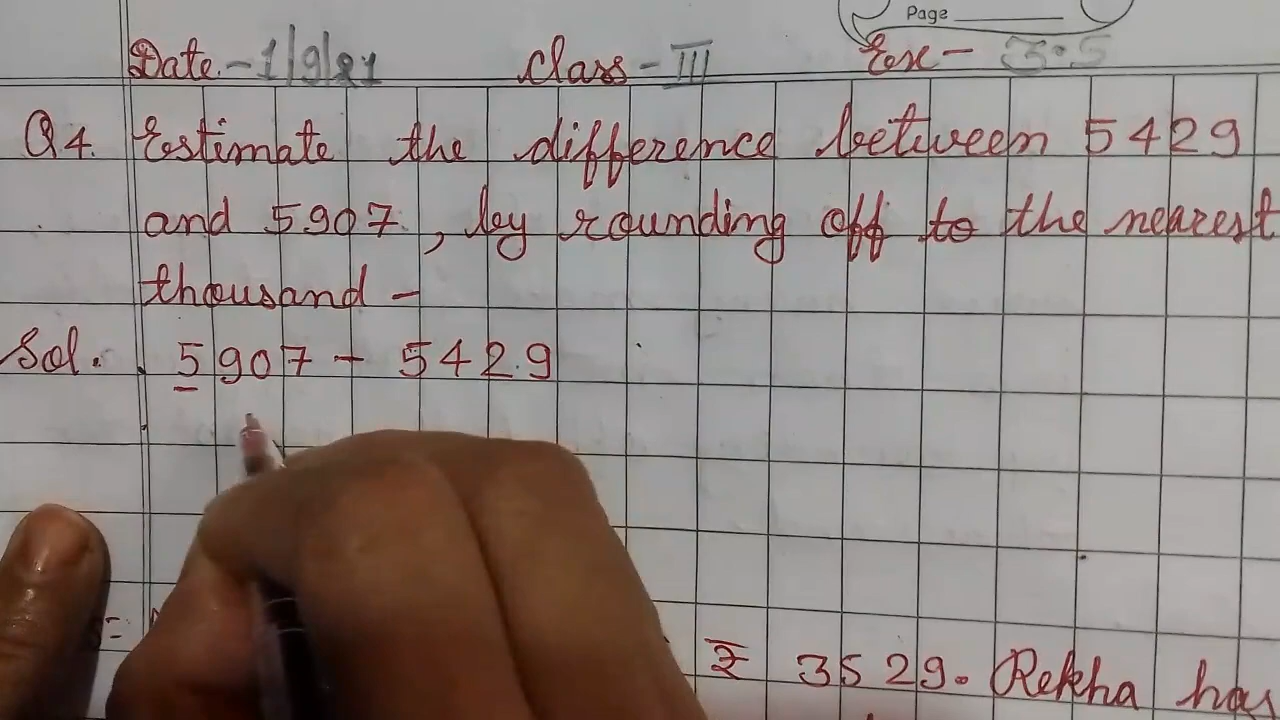 Page
Date - 1/9/21 Class - III Ex - 3.5
Q4. Estimate the difference between 5429
and 5907, by rounding off to the nearest
thousand -
Sol. 5907 - 5429
₹ 3529. Rekha has